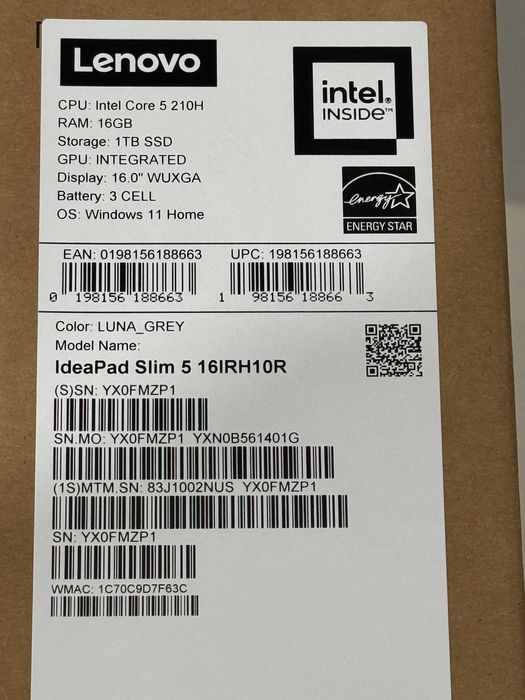 Lenovo
intel.
INSIDE™
CPU: Intel Core 5 210H
RAM: 16GB
Storage: 1TB SSD
GPU: INTEGRATED
Display: 16.0" WUXGA
Battery: 3 CELL
OS: Windows 11 Home
energy
ENERGY STAR
EAN: 0198156188663
0 198156 188663
UPC: 198156188663
1 98156 18866 3
Color: LUNA_GREY
Model Name:
IdeaPad Slim 5 16IRH10R
(S)SN: YX0FMZP1
SN.MO: YX0FMZP1 YXN0B561401G
(1S)MTM.SN: 83J1002NUS YX0FMZP1
SN: YX0FMZP1
WMAC: 1C70C9D7F63C